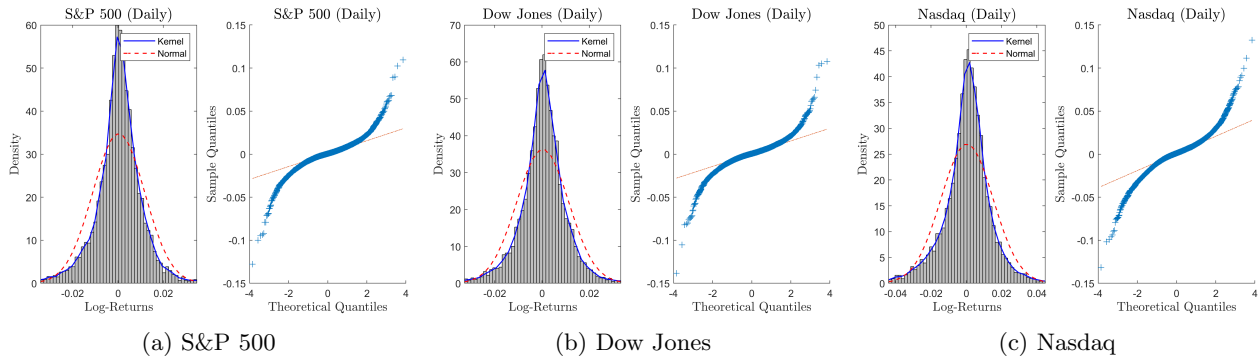 S&P 500 (Daily)
60
50
40
30
20
10
0
Density
-0.02
0
0.02
Log-Returns
Kernel
Normal
S&P 500 (Daily)
0.15
0.1
0.05
0
-0.05
-0.1
-0.15
Sample Quantiles
-4
-2
0
2
4
Theoretical Quantiles
(a) S&P 500
Dow Jones (Daily)
70
60
50
40
30
20
10
0
Density
-0.02
0
0.02
Log-Returns
Kernel
Normal
Dow Jones (Daily)
0.15
0.1
0.05
0
-0.05
-0.1
-0.15
Sample Quantiles
-4
-2
0
2
4
Theoretical Quantiles
(b) Dow Jones
Nasdaq (Daily)
50
45
40
35
30
25
20
15
10
5
0
Density
-0.04
-0.02
0
0.02
0.04
Log-Returns
Kernel
Normal
Nasdaq (Daily)
0.15
0.1
0.05
0
-0.05
-0.1
-0.15
Sample Quantiles
-4
-2
0
2
4
Theoretical Quantiles
(c) Nasdaq